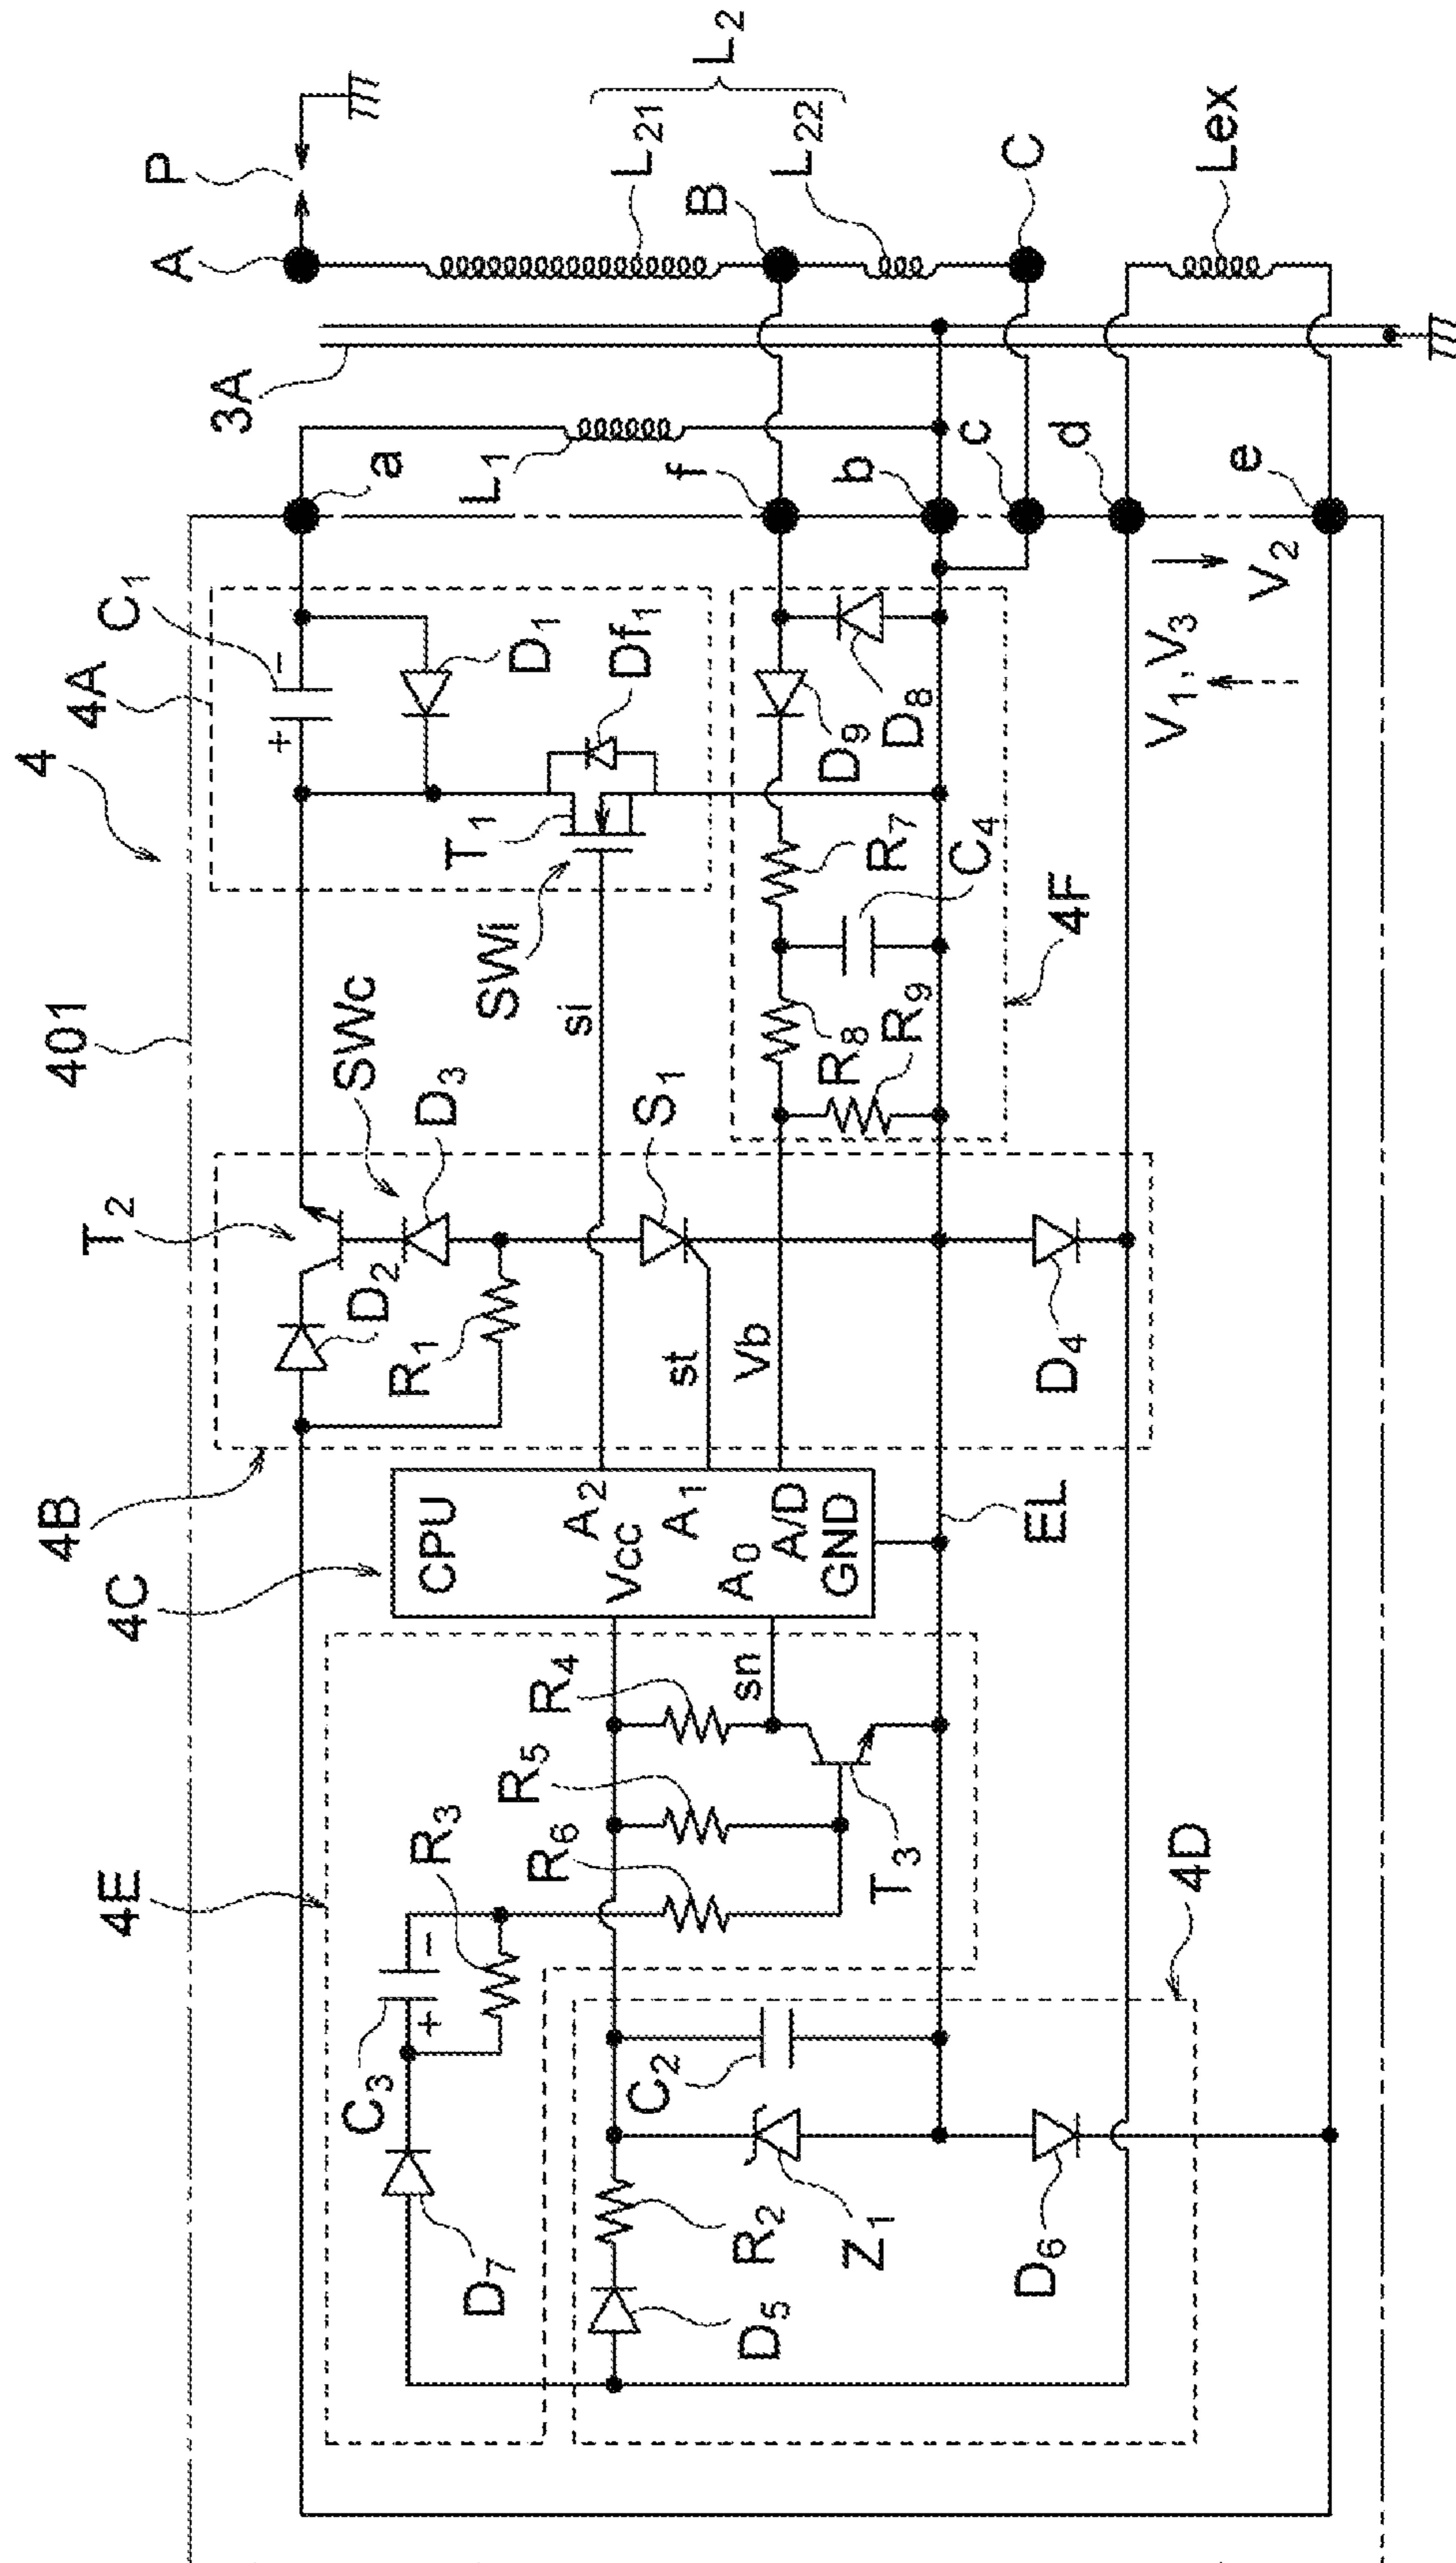 4
401
4A
C₁
−
+
a
L₁
3A
A
P
L₂₁
L₂
L₂₂
B
C
Lex
D₁
Df₁
T₁
SWi
si
f
b
c
d
e
D₉
D₈
R₇
C₄
R₈
R₉
4F
V₁, V₃
V₂
T₂
SWc
D₃
D₂
R₁
S₁
st
Vb
D₄
4B
4C
CPU
A₂
Vcc
A₁
A₀
A/D
GND
EL
4E
R₃
R₄
R₅
R₆
sn
T₃
C₃
+
−
D₇
4D
C₂
R₂
Z₁
D₅
D₆